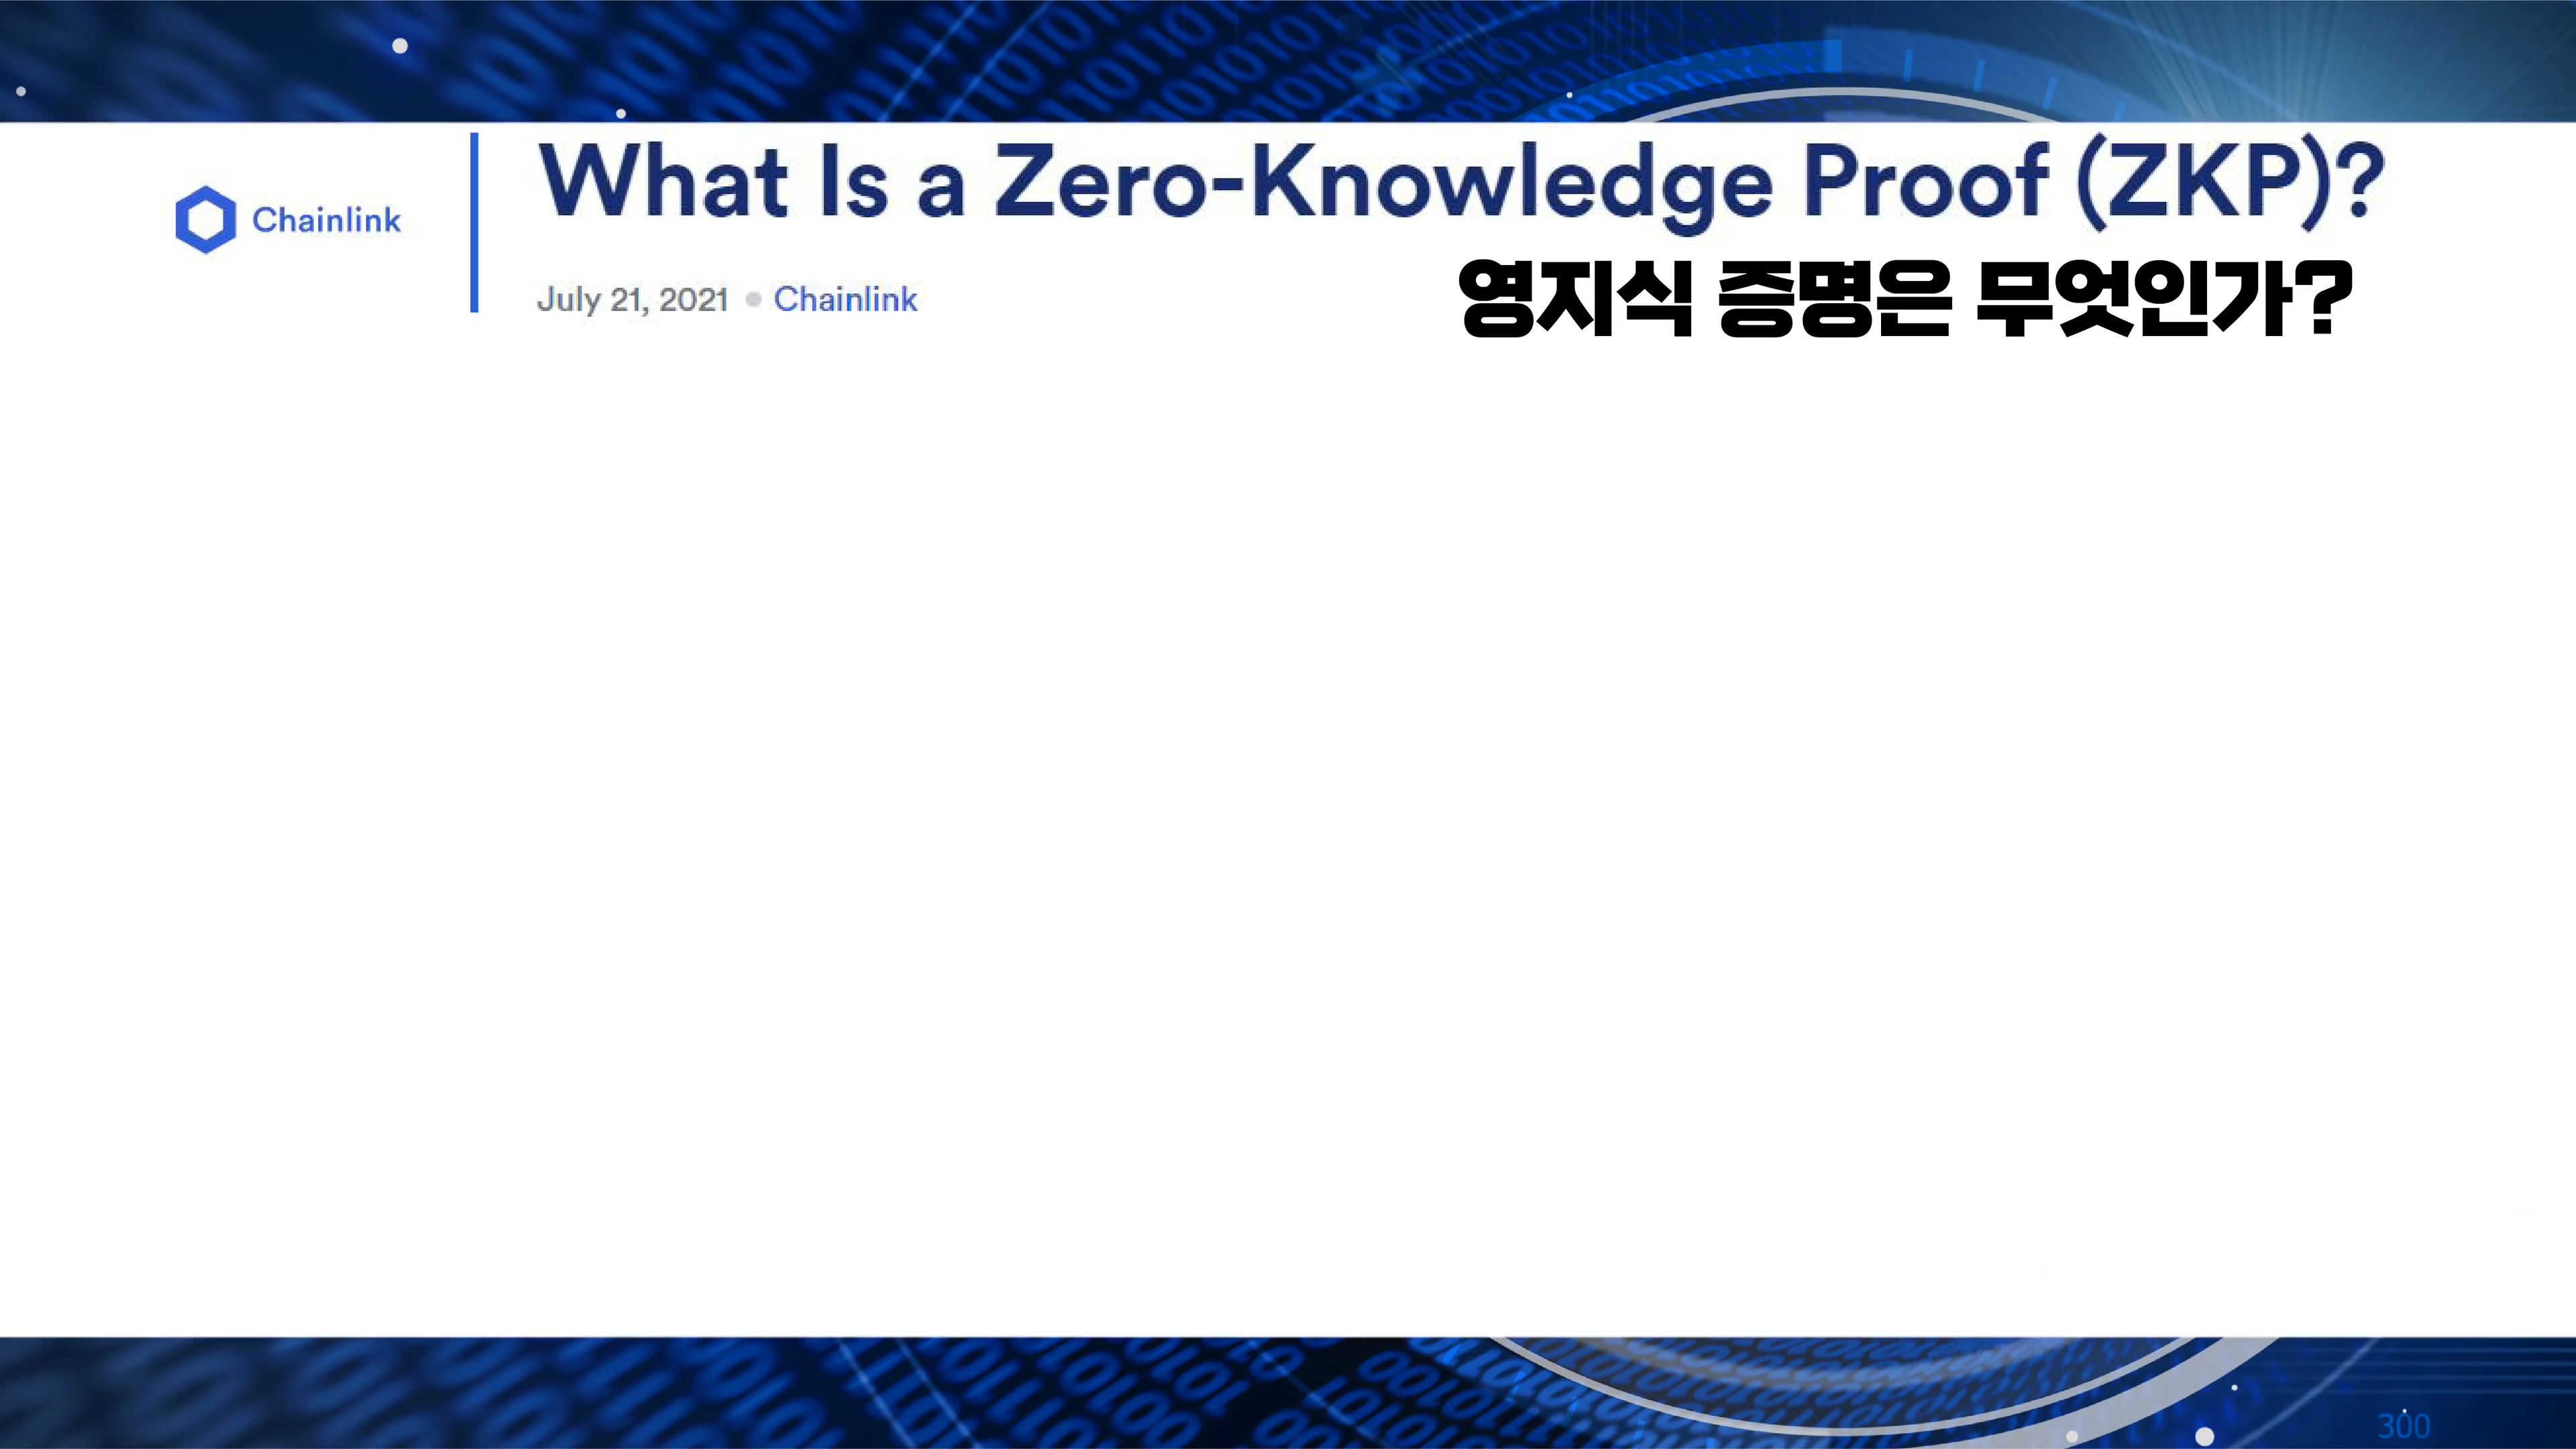 What Is a Zero-Knowledge Proof (ZKP)?
Chainlink
영지식 증명은 무엇인가?
July 21, 2021 • Chainlink
300